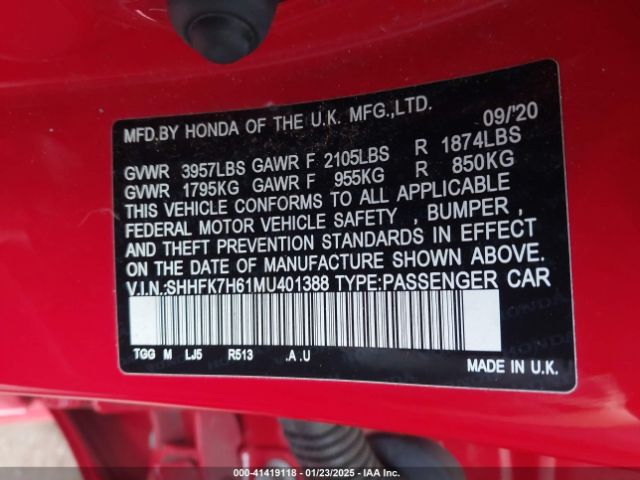 MFD.BY HONDA OF THE U.K. MFG.,LTD. 09/'20
GVWR 3957LBS GAWR F 2105LBS R 1874LBS
GVWR 1795KG GAWR F 955KG R 850KG
THIS VEHICLE CONFORMS TO ALL APPLICABLE
FEDERAL MOTOR VEHICLE SAFETY , BUMPER ,
AND THEFT PREVENTION STANDARDS IN EFFECT
ON THE DATE OF MANUFACTURE SHOWN ABOVE.
V.I.N.:SHHFK7H61MU401388 TYPE:PASSENGER CAR
TGG M LJ5 R513 .A .U
MADE IN U.K.
000-41419118 | 01/23/2025 | IAA Inc.